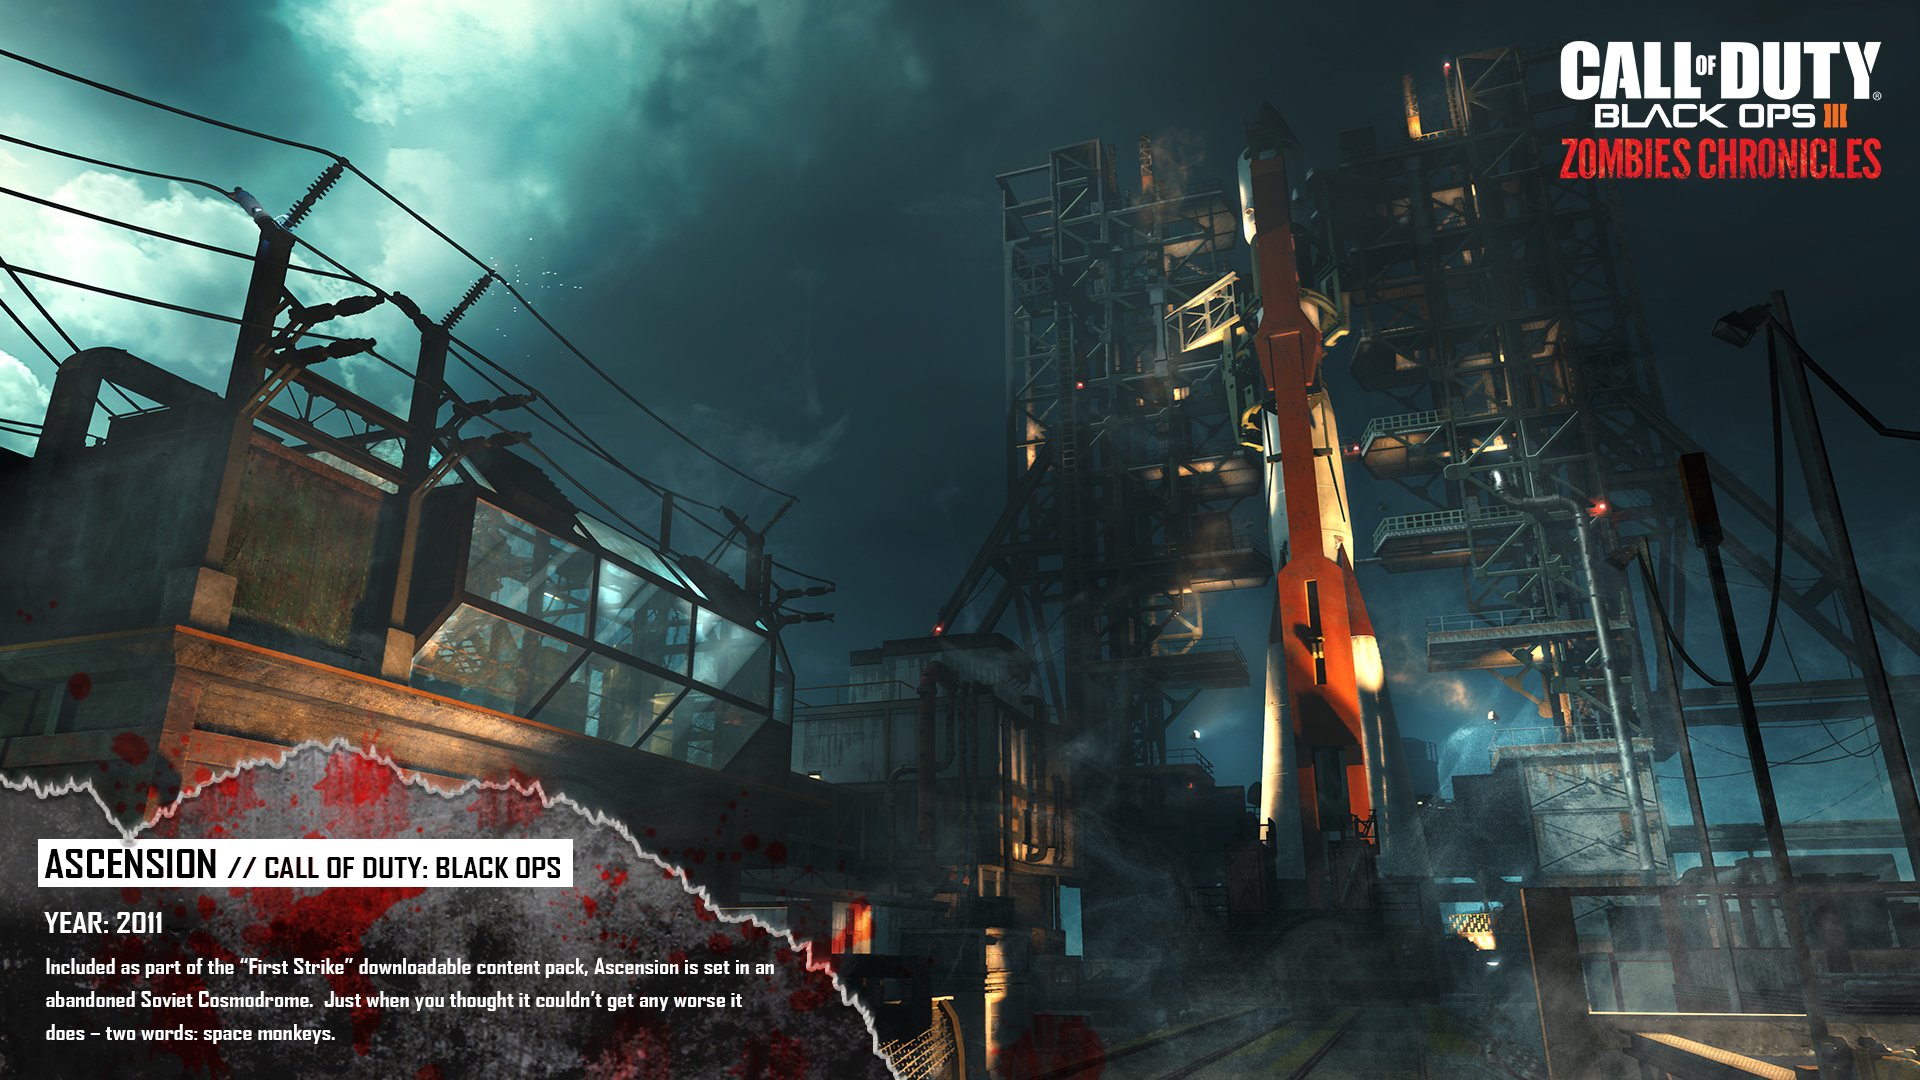 CALL OF DUTY®
BLACK OPS III
ZOMBIES CHRONICLES
ASCENSION // CALL OF DUTY: BLACK OPS
YEAR: 2011
Included as part of the “First Strike” downloadable content pack, Ascension is set in an
abandoned Soviet Cosmodrome.  Just when you thought it couldn’t get any worse it
does – two words: space monkeys.